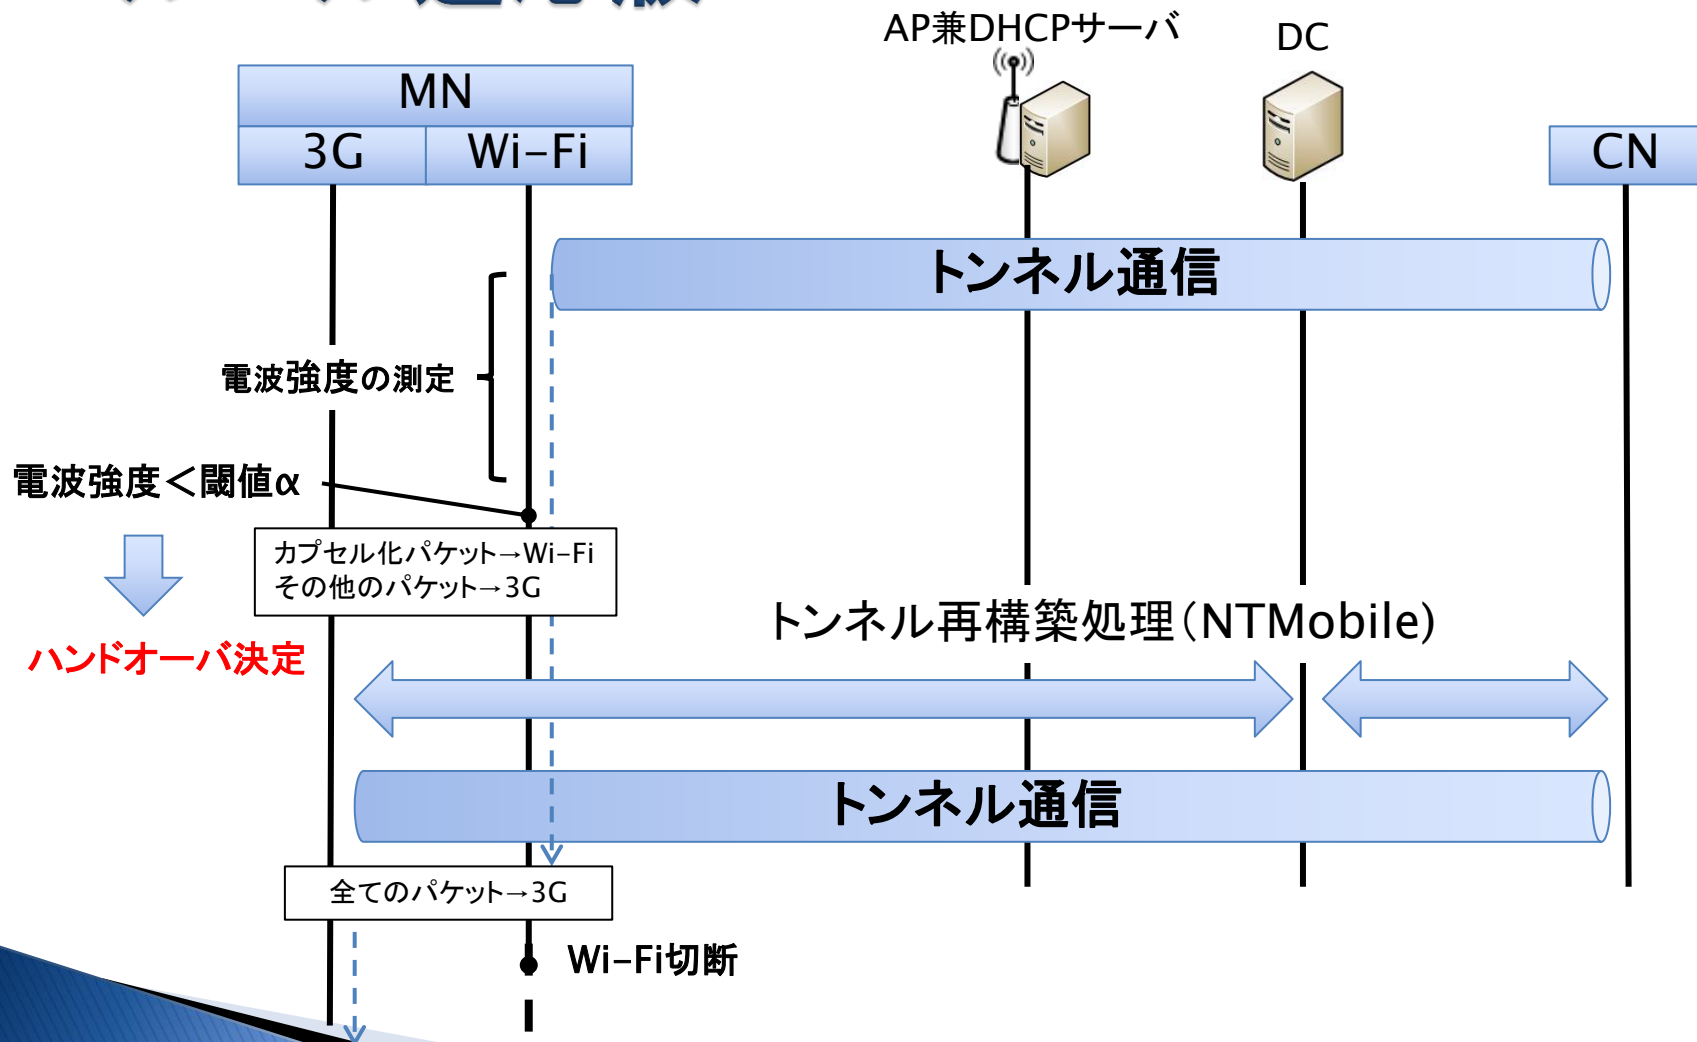 AP兼DHCPサーバ
DC
MN
3G
Wi-Fi
CN
トンネル通信
電波強度の測定
電波強度＜閾値α
カプセル化パケット→Wi-Fi
その他のパケット→3G
トンネル再構築処理（NTMobile）
ハンドオーバ決定
トンネル通信
全てのパケット→3G
Wi-Fi切断